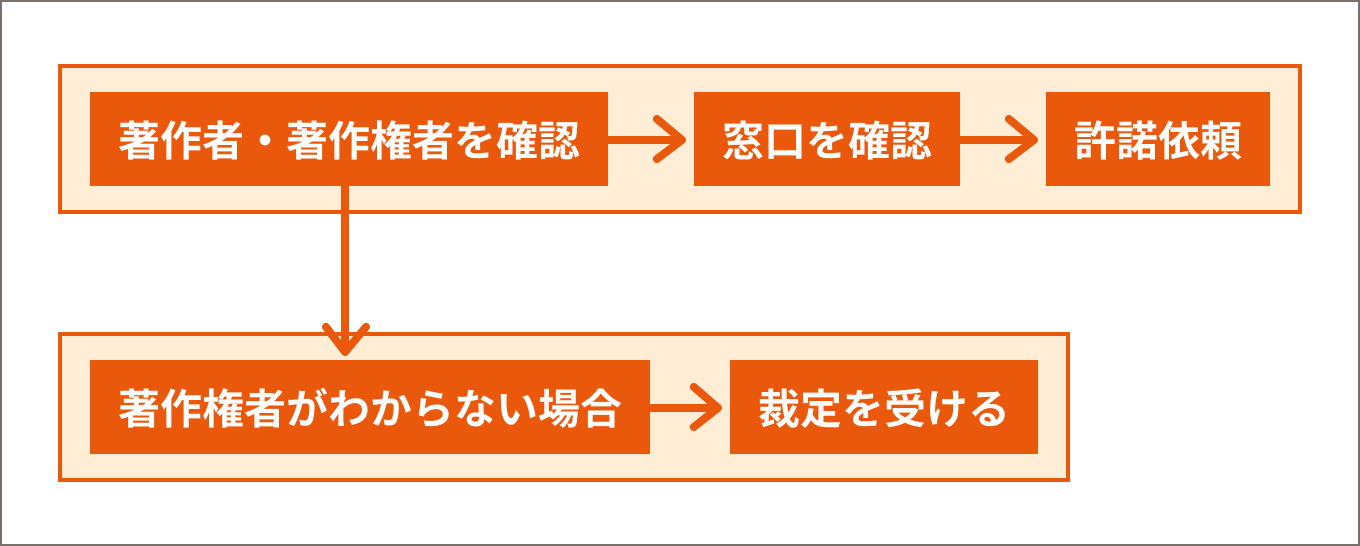 著作者・著作権者を確認
窓口を確認
許諾依頼
著作権者がわからない場合
裁定を受ける